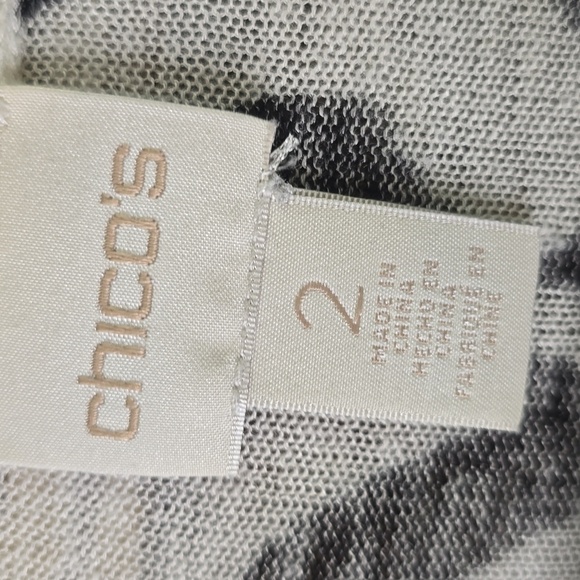 chico's
2
MADE IN
CHINA
HECHO EN
CHINA
FABRIQUÉ EN
CHINE